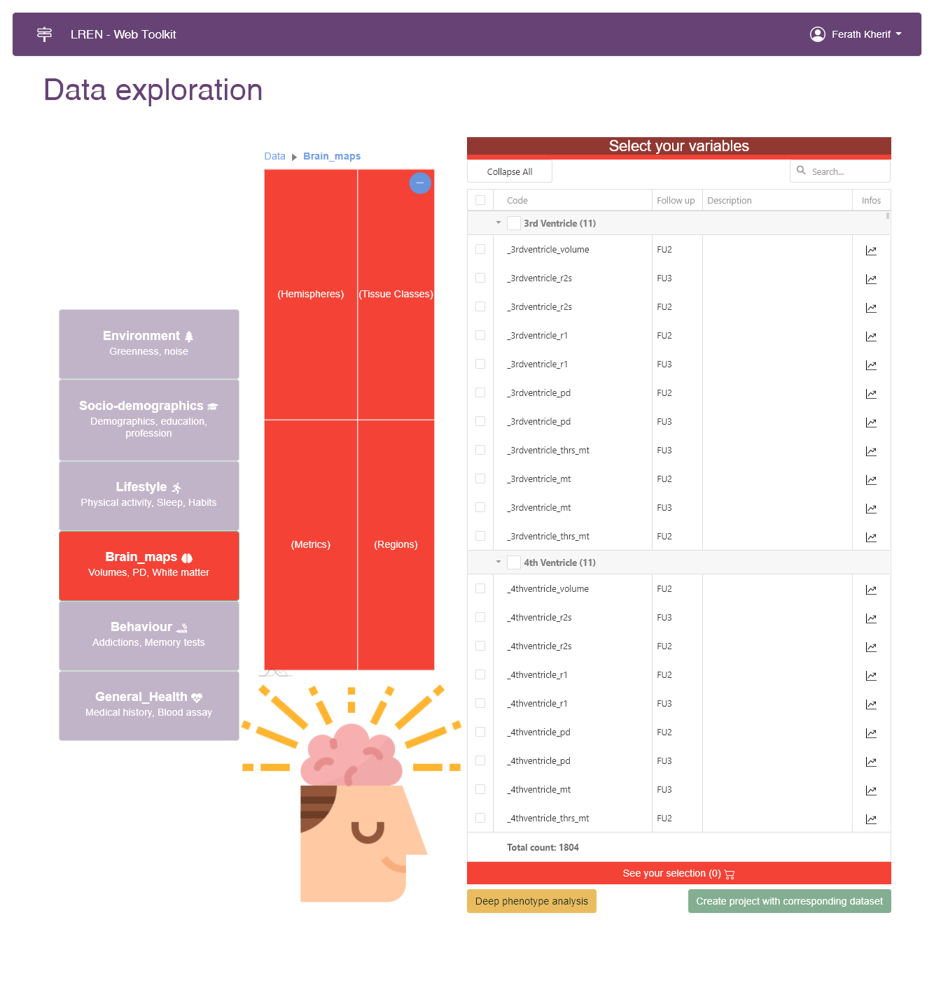 LREN - Web Toolkit
Ferath Kherif
Data exploration
Environment
Greenness, noise
Socio-demographics
Demographics, education,
profession
Lifestyle
Physical activity, Sleep, Habits
Brain_maps
Volumes, PD, White matter
Behaviour
Addictions, Memory tests
General_Health
Medical history, Blood assay
Data Brain_maps
(Hemispheres) (Tissue Classes)
(Metrics) (Regions)
Select your variables
Collapse All Search...
Code Follow up Description Infos
3rd Ventricle (11)
_3rdventricle_volume FU2
_3rdventricle_r2s FU3
_3rdventricle_r2s FU2
_3rdventricle_r1 FU2
_3rdventricle_r1 FU3
_3rdventricle_pd FU2
_3rdventricle_pd FU3
_3rdventricle_thrs_mt FU3
_3rdventricle_mt FU2
_3rdventricle_mt FU3
_3rdventricle_thrs_mt FU2
4th Ventricle (11)
_4thventricle_volume FU2
_4thventricle_r2s FU3
_4thventricle_r2s FU2
_4thventricle_r1 FU2
_4thventricle_r1 FU3
_4thventricle_pd FU2
_4thventricle_pd FU3
_4thventricle_mt FU3
_4thventricle_thrs_mt FU2
Total count: 1804
See your selection (0)
Deep phenotype analysis
Create project with corresponding dataset